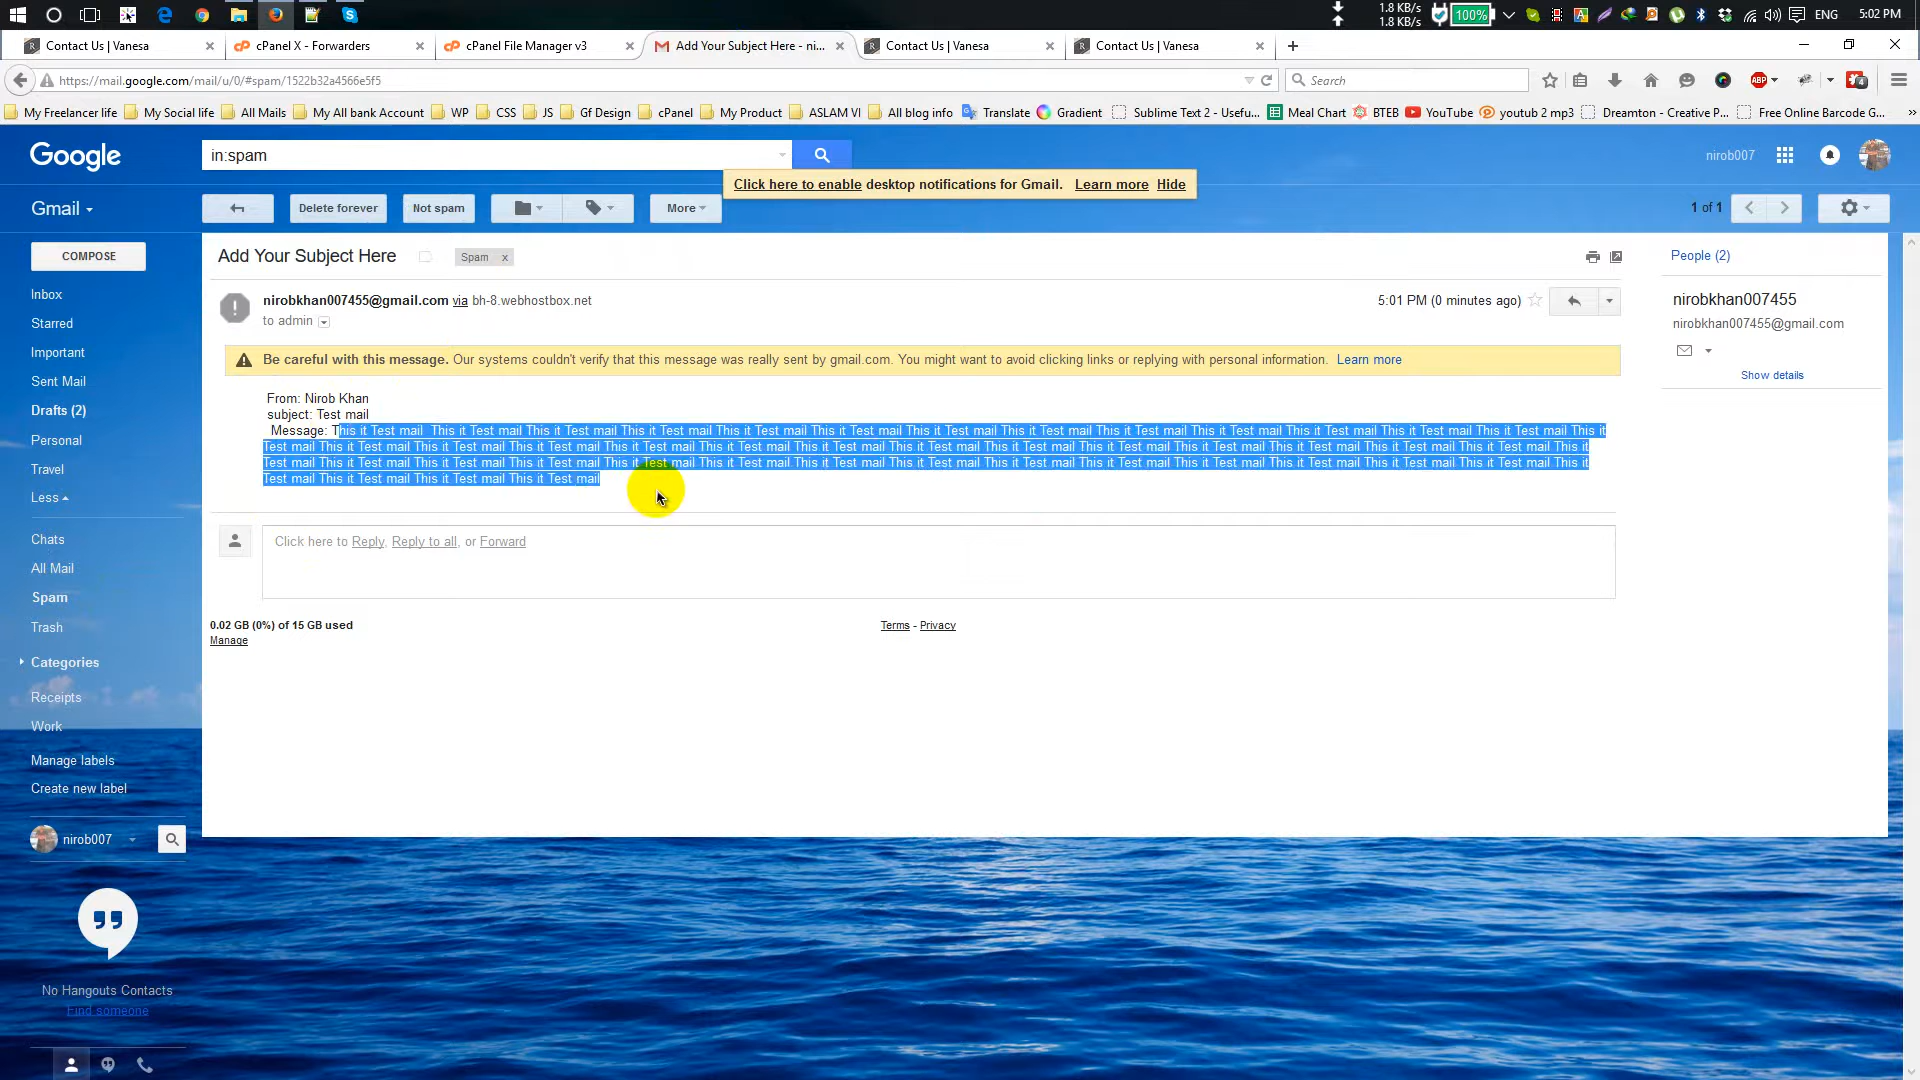 100%
1.8 KB/s
1.8 KB/s
ENG
5:02 PM
Contact Us | Vanesa
cPanel X - Forwarders
cPanel File Manager v3
Add Your Subject Here - ni...
Contact Us | Vanesa
Contact Us | Vanesa
https://mail.google.com/mail/u/0/#spam/1522b32a4566e5f5
Search
ABP
4
My Freelancer life
My Social life
All Mails
My All bank Account
WP
CSS
JS
Gf Design
cPanel
My Product
ASLAM VI
All blog info
Translate
Gradient
Sublime Text 2 - Usefu...
Meal Chart
BTEB
YouTube
youtub 2 mp3
Dreamton - Creative P...
Free Online Barcode G...
Google
in:spam
nirob007
Click here to enable desktop notifications for Gmail. Learn more Hide
Gmail
Delete forever
Not spam
More
1 of 1
COMPOSE
Inbox
Starred
Important
Sent Mail
Drafts (2)
Personal
Travel
Less
Chats
All Mail
Spam
Trash
Categories
Receipts
Work
Manage labels
Create new label
nirob007
No Hangouts Contacts
Find someone
Add Your Subject Here
Spam x
nirobkhan007455@gmail.com via bh-8.webhostbox.net
5:01 PM (0 minutes ago)
to admin
Be careful with this message. Our systems couldn't verify that this message was really sent by gmail.com. You might want to avoid clicking links or replying with personal information. Learn more
From: Nirob Khan
subject: Test mail
Message: This it Test mail This it Test mail This it Test mail This it Test mail This it Test mail This it Test mail This it Test mail This it Test mail This it Test mail This it Test mail This it Test mail This it Test mail This it Test mail This it
Test mail This it Test mail This it Test mail This it Test mail This it Test mail This it Test mail This it Test mail This it Test mail This it Test mail This it Test mail This it Test mail This it Test mail This it Test mail This it Test mail This it
Test mail This it Test mail This it Test mail This it Test mail This it Test mail This it Test mail This it Test mail This it Test mail This it Test mail This it Test mail This it Test mail This it Test mail This it Test mail This it Test mail This it
Test mail This it Test mail This it Test mail This it Test mail
Click here to Reply, Reply to all, or Forward
0.02 GB (0%) of 15 GB used
Manage
Terms - Privacy
People (2)
nirobkhan007455
nirobkhan007455@gmail.com
Show details